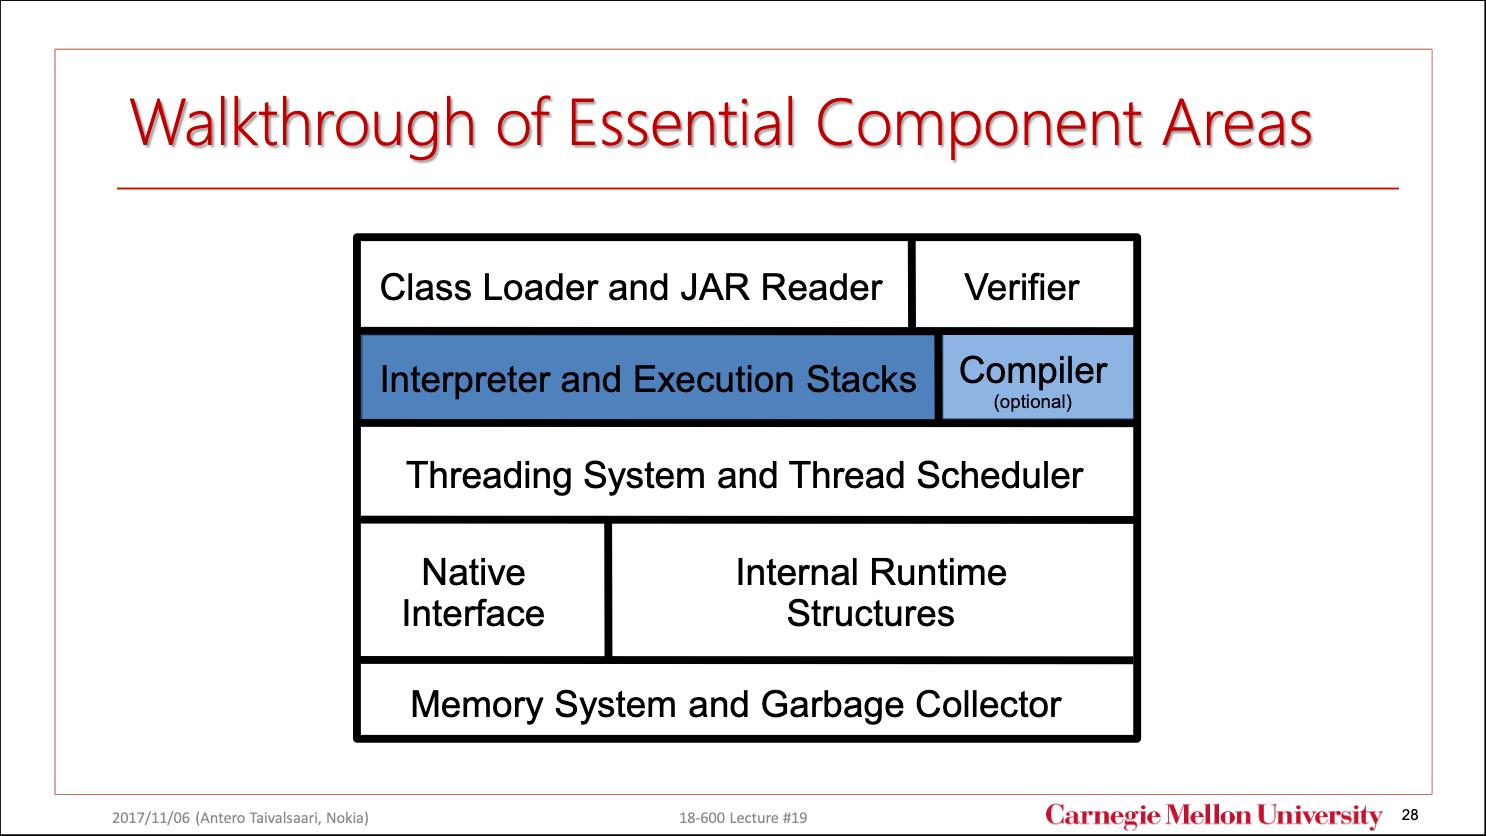 Walkthrough of Essential Component Areas
Class Loader and JAR Reader
Verifier
Interpreter and Execution Stacks
Compiler
(optional)
Threading System and Thread Scheduler
Native
Interface
Internal Runtime
Structures
Memory System and Garbage Collector
2017/11/06 (Antero Taivalsaari, Nokia)
18-600 Lecture #19
Carnegie Mellon University
28